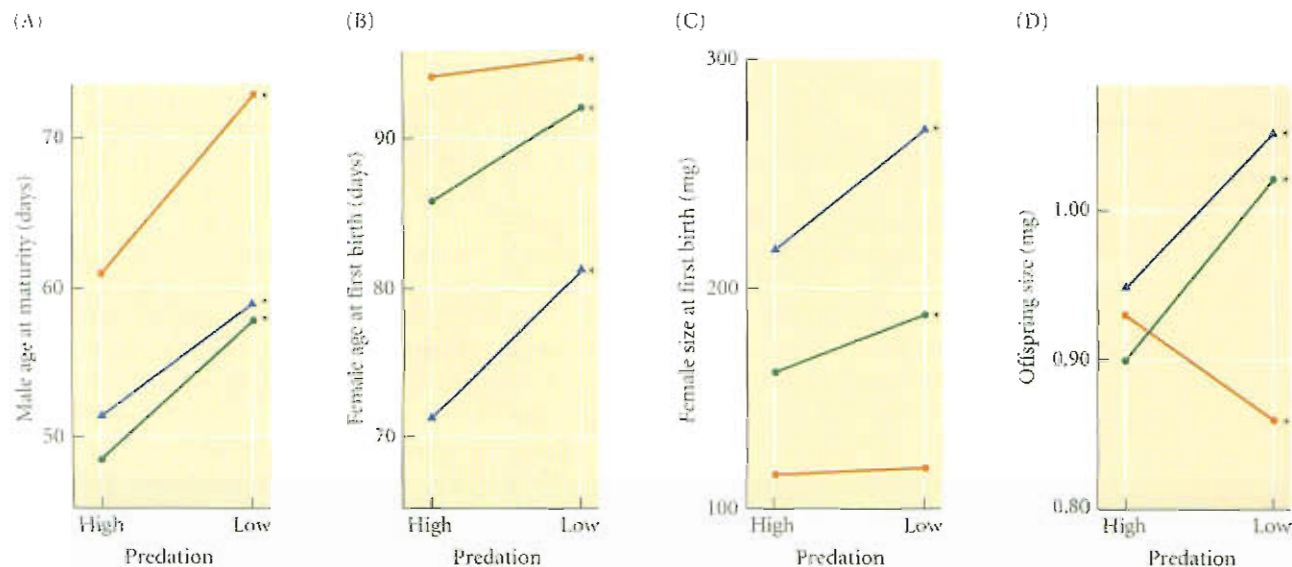 (A)
Male age at maturity (days)
70
60
50
High Low
Predation
(B)
Female age at first birth (days)
90
80
70
High Low
Predation
(C)
Female size at first birth (mg)
300
200
100
High Low
Predation
(D)
Offspring size (mg)
1.00
0.90
0.80
High Low
Predation